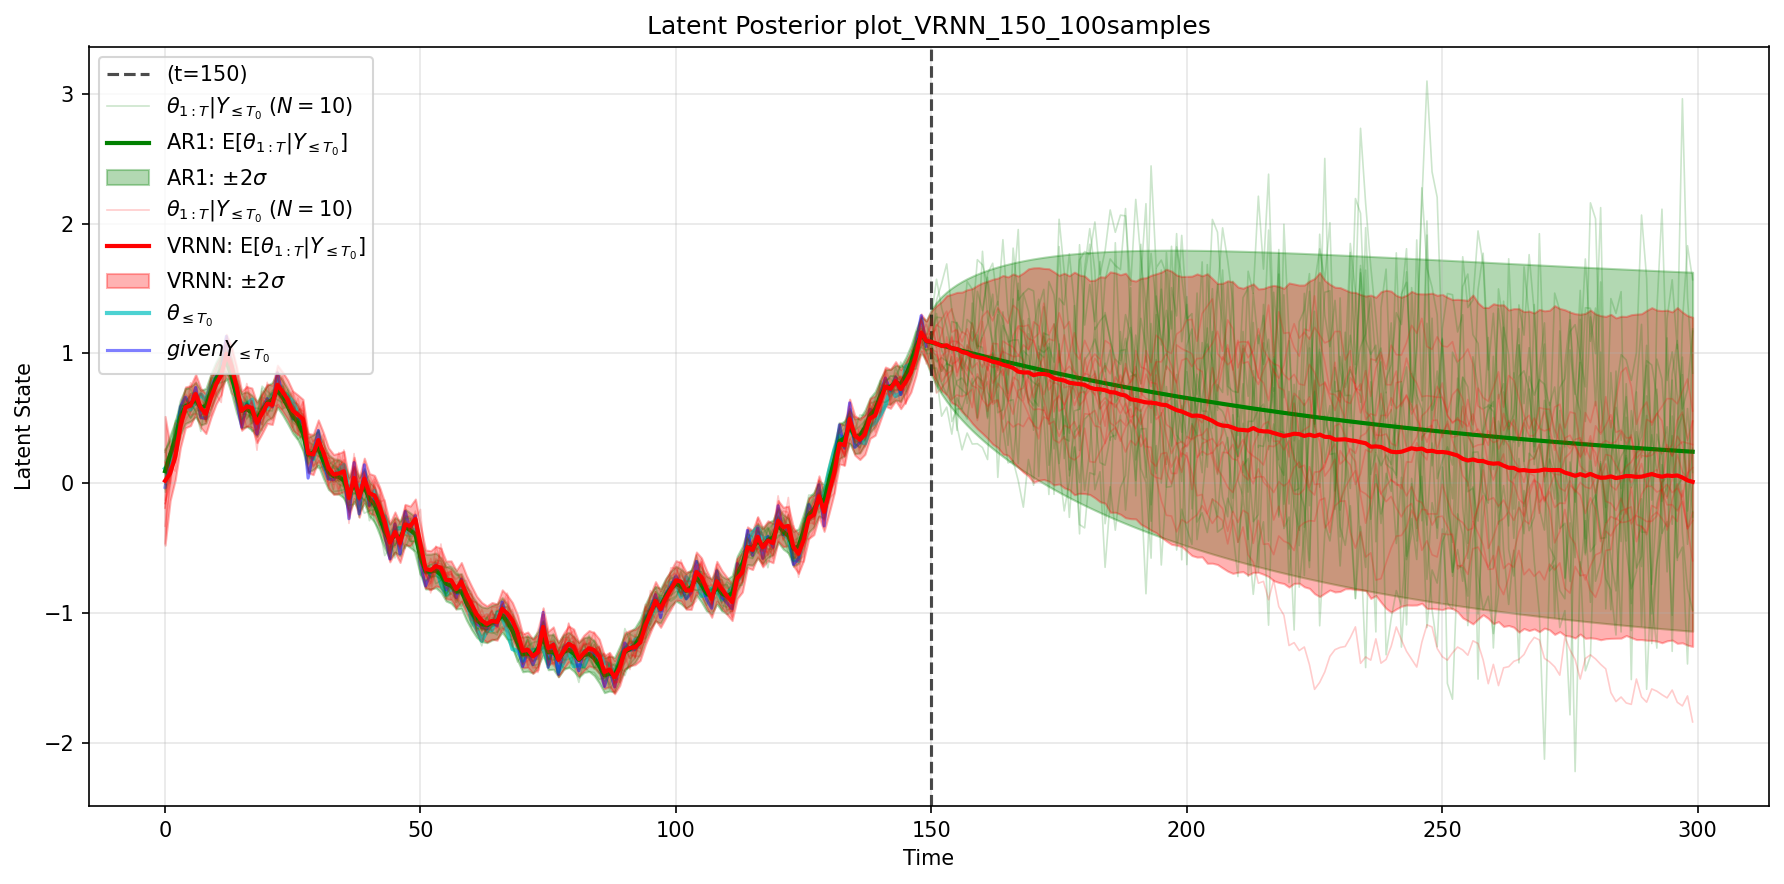 Latent Posterior plot_VRNN_150_100samples
(t=150)
θ₁:T|Y≤T₀ (N = 10)
AR1: E[θ₁:T|Y≤T₀]
AR1: ±2σ
θ₁:T|Y≤T₀ (N = 10)
VRNN: E[θ₁:T|Y≤T₀]
VRNN: ±2σ
θ≤T₀
givenY≤T₀
Latent State
3
2
1
0
−1
−2
0 50 100 150 200 250 300
Time